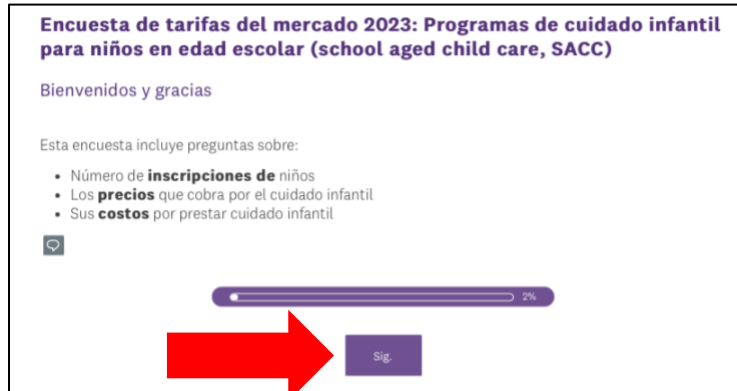 Encuesta de tarifas del mercado 2023: Programas de cuidado infantil
para niños en edad escolar (school aged child care, SACC)
Bienvenidos y gracias
Esta encuesta incluye preguntas sobre:
• Número de inscripciones de niños
• Los precios que cobra por el cuidado infantil
• Sus costos por prestar cuidado infantil
2%
Sig.